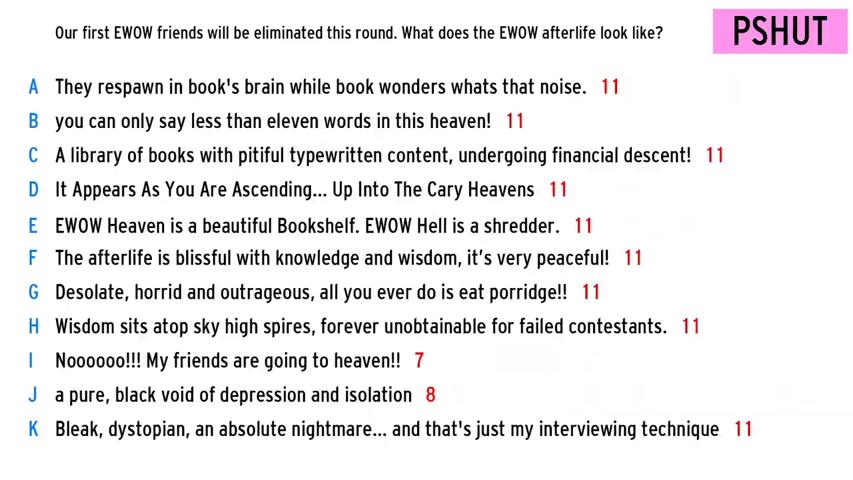 Our first EWOW friends will be eliminated this round. What does the EWOW afterlife look like?
PSHUT
A They respawn in book's brain while book wonders whats that noise. 11
B you can only say less than eleven words in this heaven! 11
C A library of books with pitiful typewritten content, undergoing financial descent! 11
D It Appears As You Are Ascending... Up Into The Cary Heavens 11
E EWOW Heaven is a beautiful Bookshelf. EWOW Hell is a shredder. 11
F The afterlife is blissful with knowledge and wisdom, it’s very peaceful! 11
G Desolate, horrid and outrageous, all you ever do is eat porridge!! 11
H Wisdom sits atop sky high spires, forever unobtainable for failed contestants. 11
I Noooooo!!! My friends are going to heaven!! 7
J a pure, black void of depression and isolation 8
K Bleak, dystopian, an absolute nightmare... and that's just my interviewing technique 11